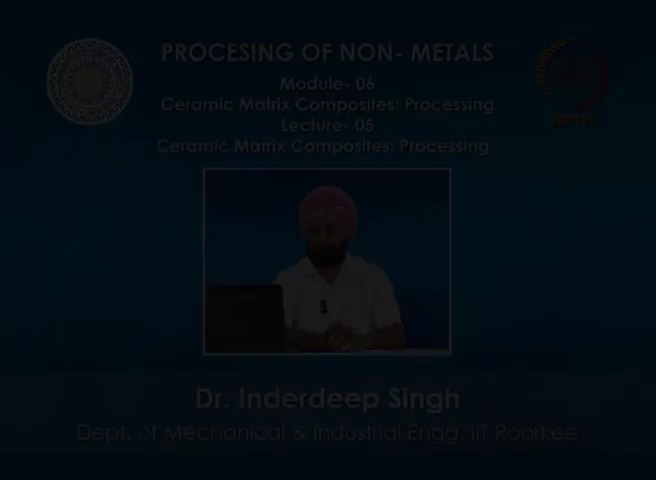 PROCESING OF NON- METALS
Module- 06
Ceramic Matrix Composites: Processing
Lecture- 05
Ceramic Matrix Composites: Processing
NPTEL
Dr. Inderdeep Singh
Dept. of Mechanical & Industrial Engg. IIT Roorkee